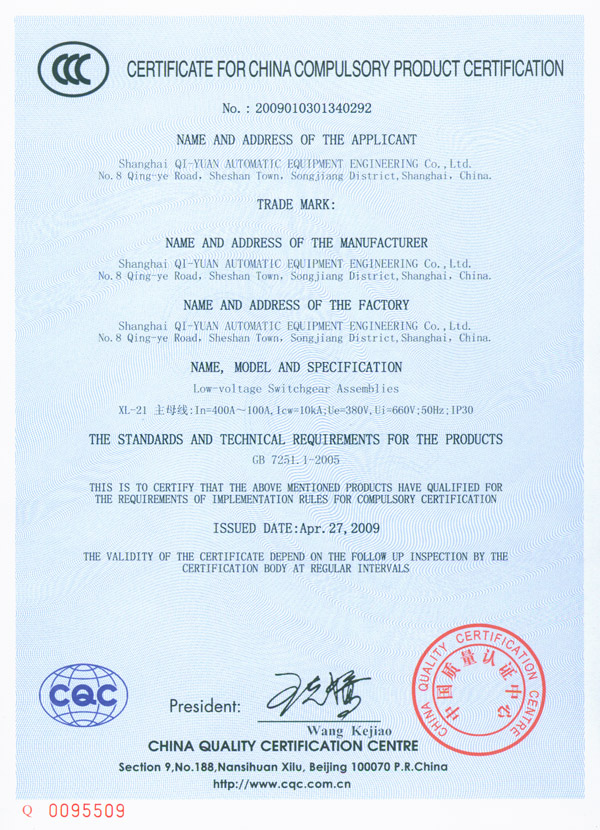 CCC
CERTIFICATE FOR CHINA COMPULSORY PRODUCT CERTIFICATION
No.: 2009010301340292
NAME AND ADDRESS OF THE APPLICANT
Shanghai QI-YUAN AUTOMATIC EQUIPMENT ENGINEERING Co.,Ltd.
No.8 Qing-ye Road, Sheshan Town, Songjiang District,Shanghai, China.
TRADE MARK:
NAME AND ADDRESS OF THE MANUFACTURER
Shanghai QI-YUAN AUTOMATIC EQUIPMENT ENGINEERING Co.,Ltd.
No.8 Qing-ye Road, Sheshan Town, Songjiang District,Shanghai, China.
NAME AND ADDRESS OF THE FACTORY
Shanghai QI-YUAN AUTOMATIC EQUIPMENT ENGINEERING Co.,Ltd.
No.8 Qing-ye Road, Sheshan Town, Songjiang District,Shanghai, China.
NAME, MODEL AND SPECIFICATION
Low-voltage Switchgear Assemblies
XL-21 主母线:In=400A～100A,Icw=10kA;Ue=380V,Ui=660V;50Hz;IP30
THE STANDARDS AND TECHNICAL REQUIREMENTS FOR THE PRODUCTS
GB 7251.1-2005
THIS IS TO CERTIFY THAT THE ABOVE MENTIONED PRODUCTS HAVE QUALIFIED FOR
THE REQUIREMENTS OF IMPLEMENTATION RULES FOR COMPULSORY CERTIFICATION
ISSUED DATE:Apr.27,2009
THE VALIDITY OF THE CERTIFICATE DEPEND ON THE FOLLOW UP INSPECTION BY THE
CERTIFICATION BODY AT REGULAR INTERVALS
CQC
President:
Wang Kejiao
CHINA QUALITY CERTIFICATION CENTRE
中国质量认证中心
CHINA QUALITY CERTIFICATION CENTRE
Section 9,No.188,Nansihuan Xilu, Beijing 100070 P.R.China
http://www.cqc.com.cn
Q 0095509